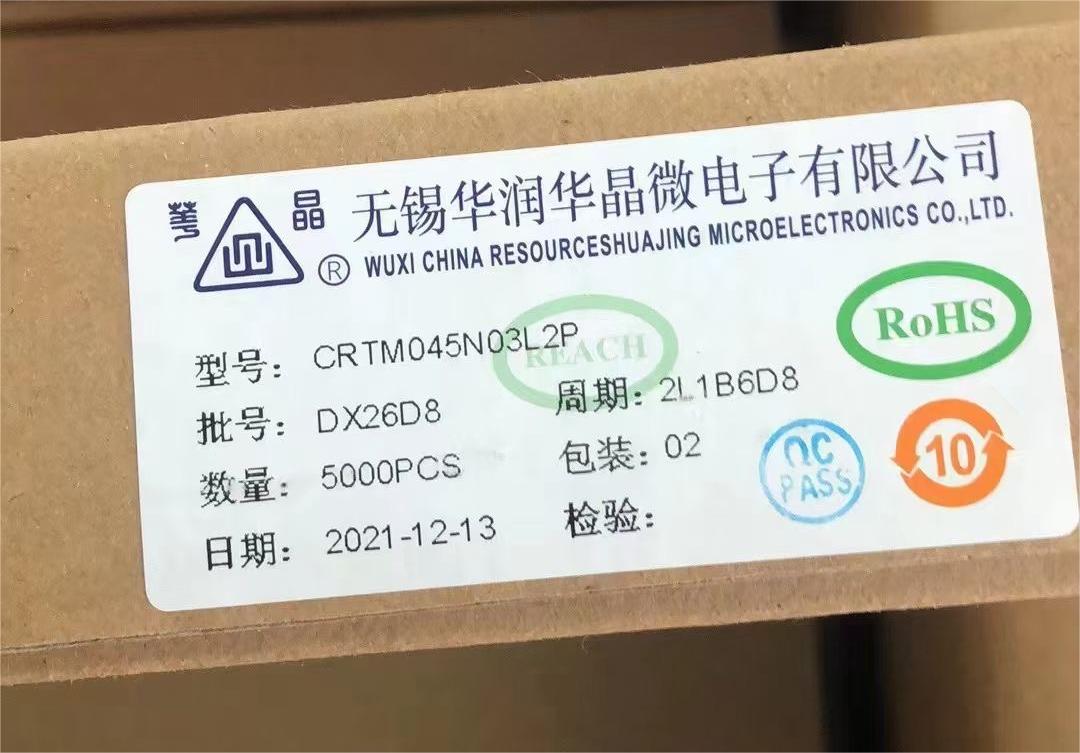 華 晶 ® 无锡华润华晶微电子有限公司
WUXI CHINA RESOURCESHUAJING MICROELECTRONICS CO.,LTD.
RoHS
REACH
型号: CRTM045N03L2P
批号: DX26D8 周期: 2L1B6D8
数量: 5000PCS 包装: 02
日期: 2021-12-13 检验:
QC
PASS
10